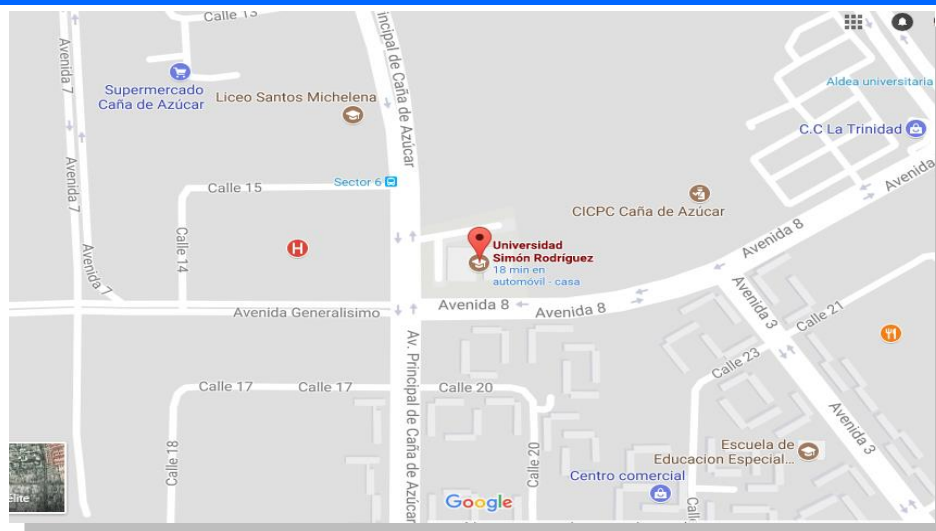 Calle 13
Avenida 7
Supermercado
Caña de Azúcar
Liceo Santos Michelena
incipal de Caña de Azúcar
Aldea universitaria
C.C La Trinidad
Avenida
Avenida 7
Calle 15
Sector 6
CICPC Caña de Azúcar
Calle 14
H
Avenida 7
Universidad
Simón Rodríguez
18 min en
automóvil - casa
Avenida 8
Avenida 3
Avenida Generalisimo
Avenida 8
Avenida 8
Calle 21
Av. Principal de Caña de Azúcar
Calle 23
Calle 17
Calle 17
Calle 20
Avenida 3
Calle 18
Calle 20
Escuela de
Educacion Especial...
Centro comercial
Google